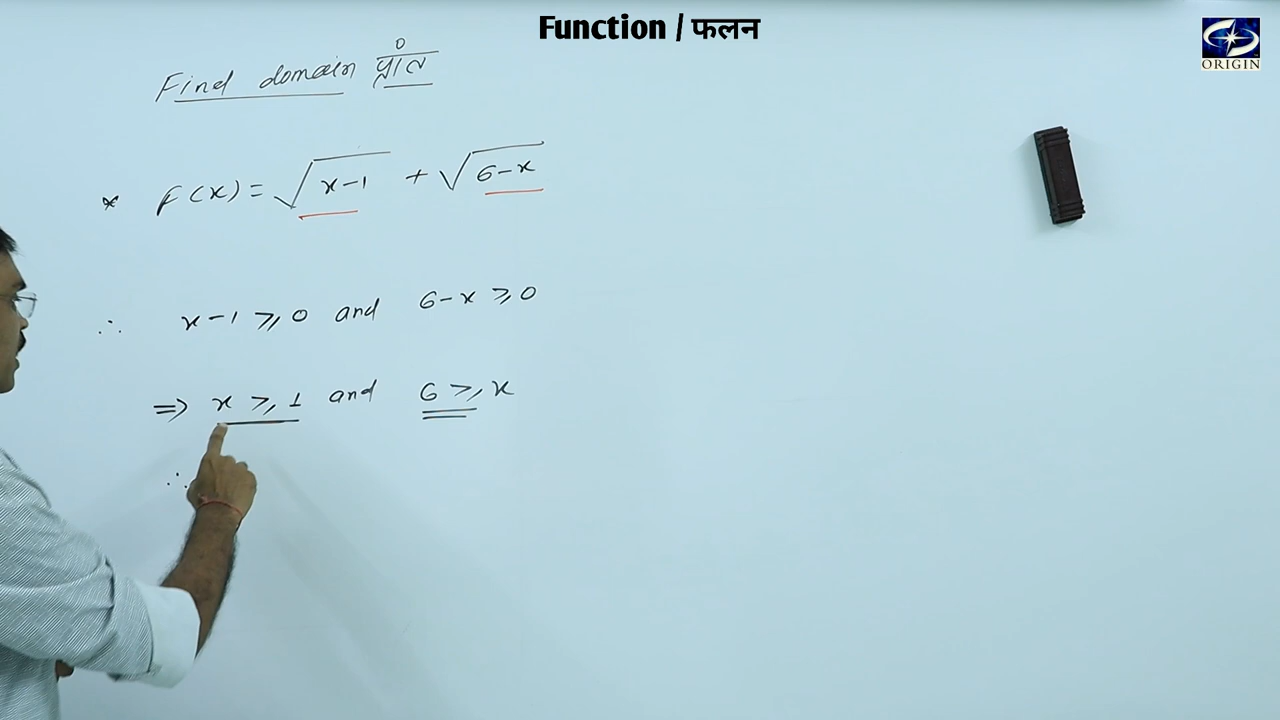 Function / फलन
ORIGIN
Find domain प्रांत
* F(x) = √x-1 + √6-x
∴ x-1 ≥ 0 and 6-x ≥ 0
⇒ x ≥ 1 and 6 ≥ x
∴